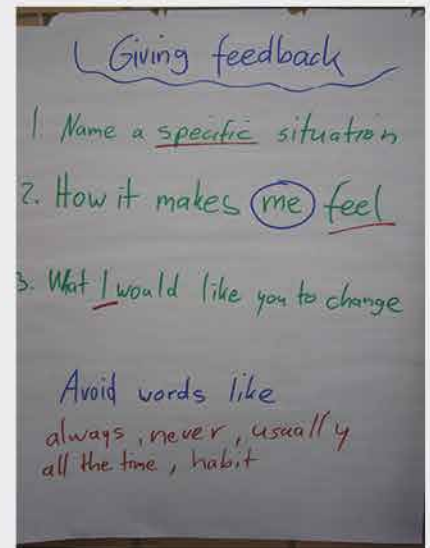 Giving feedback
1. Name a specific situation
2. How it makes me feel
3. What I would like you to change
Avoid words like
always, never, usually
all the time, habit